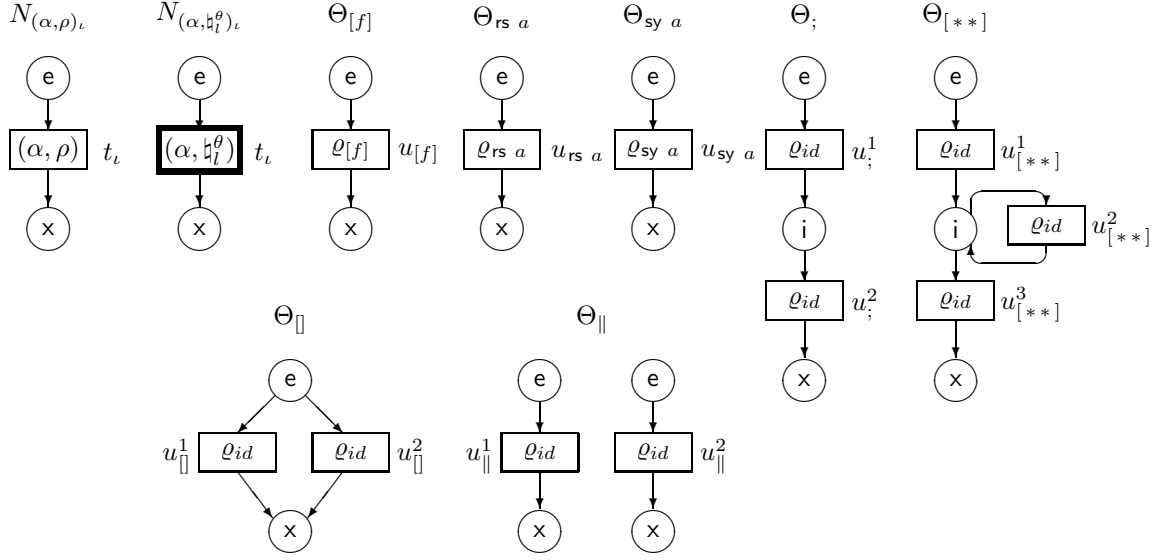 N_{(α,ρ)_ι} N_{(α,♮_l^θ)_ι} Θ_{[f]} Θ_{rs a} Θ_{sy a} Θ_; Θ_{[**]}
e e e e e e e
(α, ρ) t_ι (α, ♮_l^θ) t_ι ϱ_{[f]} u_{[f]} ϱ_{rs a} u_{rs a} ϱ_{sy a} u_{sy a} ϱ_{id} u_;^1 ϱ_{id} u_{[**]}^1
x x x x x i i ϱ_{id} u_{[**]}^2
ϱ_{id} u_;^2 ϱ_{id} u_{[**]}^3
Θ_{[]} Θ_∥
e e e x x
u_{[]}^1 ϱ_{id} ϱ_{id} u_{[]}^2 u_∥^1 ϱ_{id} ϱ_{id} u_∥^2
x x x